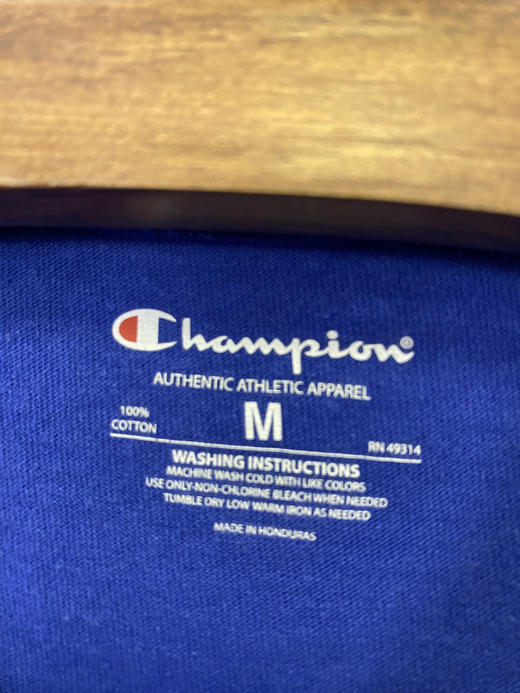 Champion©
AUTHENTIC ATHLETIC APPAREL
100%
COTTON
M
RN 49314
WASHING INSTRUCTIONS
MACHINE WASH COLD WITH LIKE COLORS
USE ONLY-NON-CHLORINE BLEACH WHEN NEEDED
TUMBLE DRY LOW WARM IRON AS NEEDED
MADE IN HONDURAS